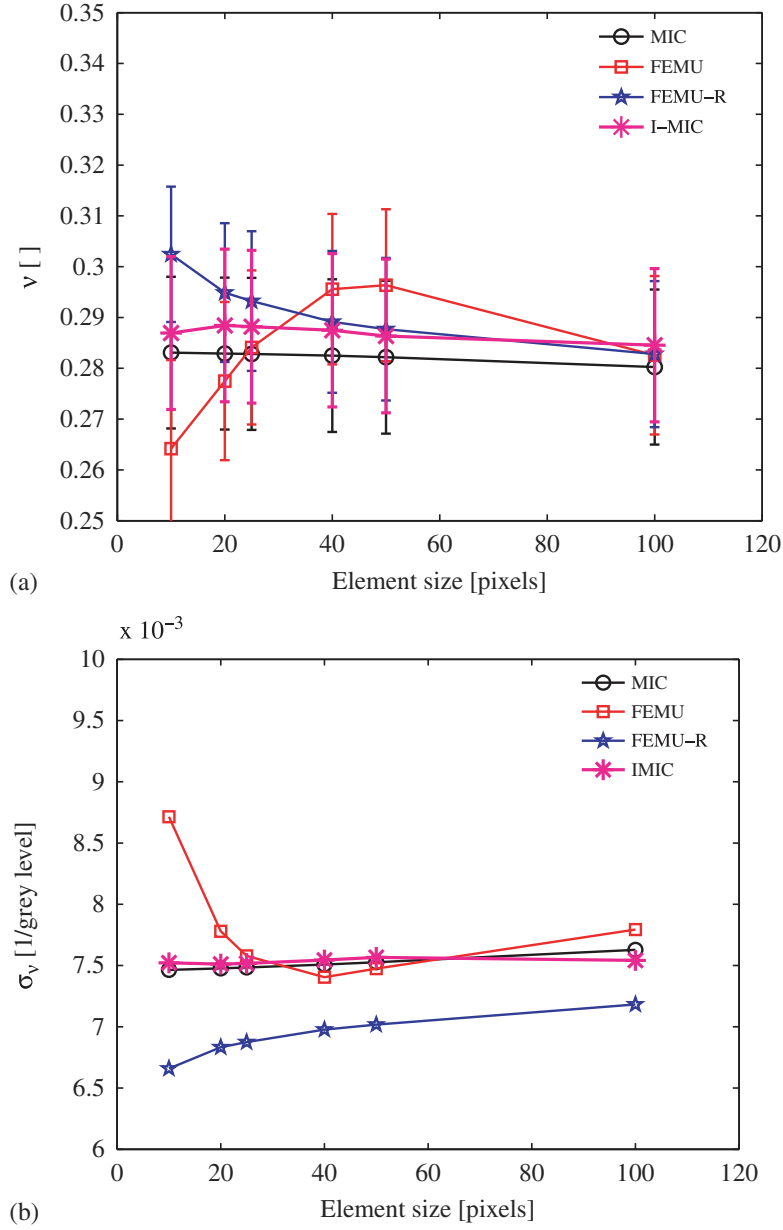 0.35
0.34
0.33
0.32
0.31
0.3
0.29
0.28
0.27
0.26
0.25
ν [ ]
MIC
FEMU
FEMU-R
I-MIC
0 20 40 60 80 100 120
Element size [pixels]
(a)
x 10⁻³
10
9.5
9
8.5
8
7.5
7
6.5
6
σν [1/grey level]
MIC
FEMU
FEMU-R
IMIC
0 20 40 60 80 100 120
Element size [pixels]
(b)